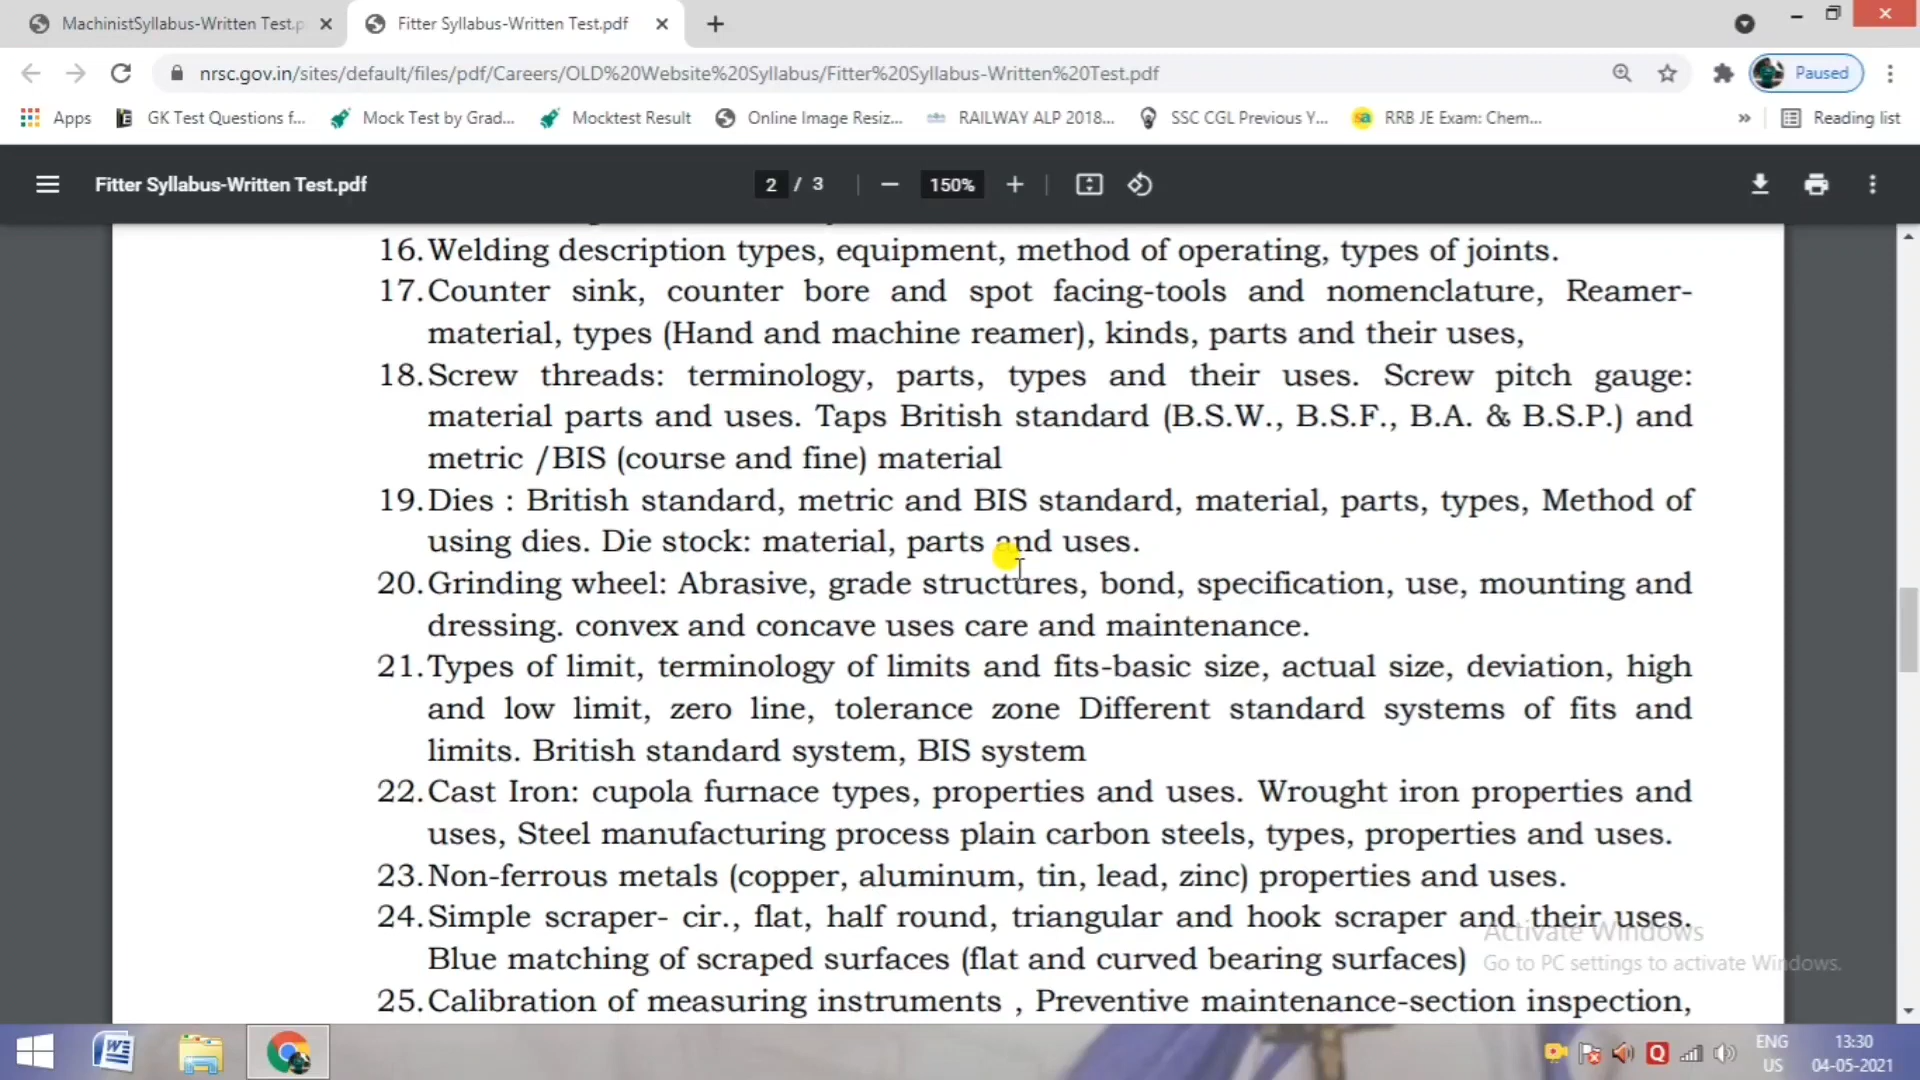 MachinistSyllabus-Written Test.p
Fitter Syllabus-Written Test.pdf
nrsc.gov.in/sites/default/files/pdf/Careers/OLD%20Website%20Syllabus/Fitter%20Syllabus-Written%20Test.pdf
Paused
Apps
GK Test Questions f...
Mock Test by Grad...
Mocktest Result
Online Image Resiz...
RAILWAY ALP 2018...
SSC CGL Previous Y...
RRB JE Exam: Chem...
Reading list
Fitter Syllabus-Written Test.pdf
2 / 3
150%
16.Welding description types, equipment, method of operating, types of joints.
17.Counter sink, counter bore and spot facing-tools and nomenclature, Reamer-
material, types (Hand and machine reamer), kinds, parts and their uses,
18.Screw threads: terminology, parts, types and their uses. Screw pitch gauge:
material parts and uses. Taps British standard (B.S.W., B.S.F., B.A. & B.S.P.) and
metric /BIS (course and fine) material
19.Dies : British standard, metric and BIS standard, material, parts, types, Method of
using dies. Die stock: material, parts and uses.
20.Grinding wheel: Abrasive, grade structures, bond, specification, use, mounting and
dressing. convex and concave uses care and maintenance.
21.Types of limit, terminology of limits and fits-basic size, actual size, deviation, high
and low limit, zero line, tolerance zone Different standard systems of fits and
limits. British standard system, BIS system
22.Cast Iron: cupola furnace types, properties and uses. Wrought iron properties and
uses, Steel manufacturing process plain carbon steels, types, properties and uses.
23.Non-ferrous metals (copper, aluminum, tin, lead, zinc) properties and uses.
24.Simple scraper- cir., flat, half round, triangular and hook scraper and their uses.
Blue matching of scraped surfaces (flat and curved bearing surfaces)
25.Calibration of measuring instruments , Preventive maintenance-section inspection,
Activate Windows
Go to PC settings to activate Windows.
ENG
US
13:30
04-05-2021